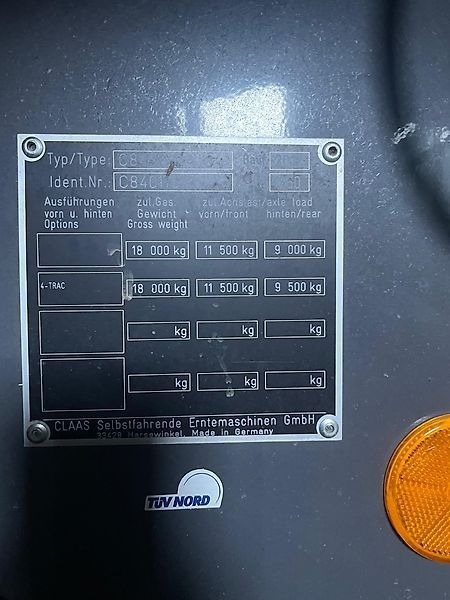 Typ/Type:
Ident.Nr.:
Ausführungen zul.Ges. zul. Achslast/axle load
vorn u. hinten Gewicht vorn/front hinten/rear
Options Gross weight
18 000 kg 11 500 kg 9 000 kg
4-TRAC 18 000 kg 11 500 kg 9 500 kg
kg kg kg
kg kg kg
CLAAS Selbstfahrende Erntemaschinen GmbH
Harsewinkel, Made in Germany
TÜV NORD